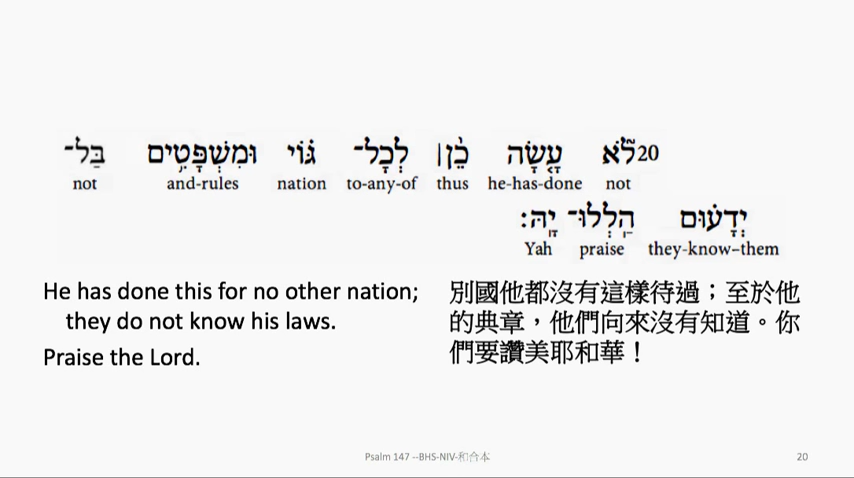 20 לֹ֘א עָ֤שָׂה כֵ֨ן ׀ לְכָל־ גּ֗וֹי וּמִשְׁפָּטִ֥ים בַּל־
not he-has-done thus to-any-of nation and-rules not
יְדָע֗וּם הַֽלְלוּ־ יָֽהּ׃
they-know–them praise Yah
He has done this for no other nation;
they do not know his laws.
Praise the Lord.
別國他都沒有這樣待過；至於他
的典章，他們向來沒有知道。你
們要讚美耶和華！
Psalm 147 --BHS-NIV-和合本
20